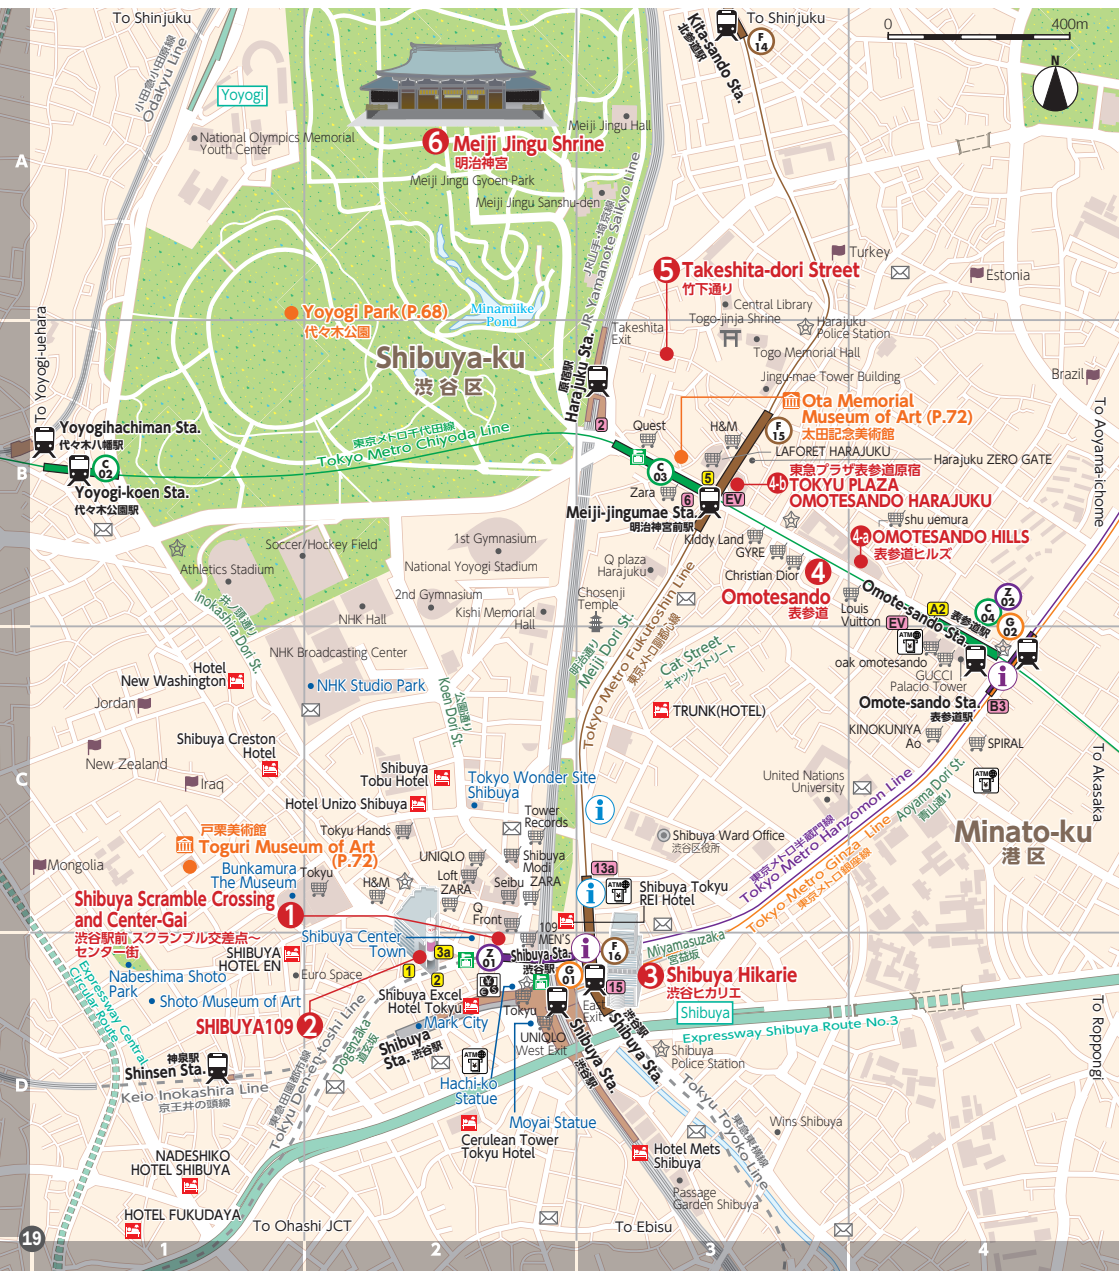 To Shinjuku
To Shinjuku
Kita-sando Sta.
北参道駅
F
14
0
400m
N
小田急小田原線
Odakyu Line
Yoyogi
National Olympics Memorial
Youth Center
A
Meiji Jingu Hall
6 Meiji Jingu Shrine
明治神宮
Meiji Jingu Gyoen Park
Meiji Jingu Sanshu-den
JR山手・埼京線
JR Yamanote Saikyo Line
Turkey
Estonia
5 Takeshita-dori Street
竹下通り
Central Library
Togo-jinja Shrine
Harajuku
Police Station
Togo Memorial Hall
Minamiike
Pond
Yoyogi Park (P.68)
代々木公園
Takeshita
Exit
Shibuya-ku
渋谷区
原宿駅
Harajuku Sta.
Jingu-mae Tower Building
Brazil
To Yoyogi-uehara
To Aoyama-itchome
Ota Memorial
Museum of Art (P.72)
太田記念美術館
Yoyogihachiman Sta.
代々木八幡駅
東京メトロ千代田線
Tokyo Metro Chiyoda Line
2
Quest
H&M
F
15
LAFORET HARAJUKU
Harajuku ZERO GATE
B
C
02
Yoyogi-koen Sta.
代々木公園駅
C
03
5
4-b
東急プラザ表参道原宿
TOKYU PLAZA
OMOTESANDO HARAJUKU
Zara
6
EV
Meiji-jingumae Sta.
明治神宮前駅
shu uemura
4-a OMOTESANDO HILLS
表参道ヒルズ
Kiddy Land
GYRE
Christian Dior
4
Omotesando
表参道
Soccer/Hockey Field
1st Gymnasium
National Yoyogi Stadium
Athletics Stadium
Q plaza
Harajuku
2nd Gymnasium
Kishi Memorial
Hall
Chosenji
Temple
井ノ頭通り
Inokashira Dori St.
NHK Hall
Louis
Vuitton
Omote-sando Sta.
表参道駅
A2
EV
Z
02
C
04
G
02
ATM
oak omotesando
GUCCI
Palacio Tower
Omote-sando Sta.
表参道駅
B3
NHK Broadcasting Center
明治通り
Meiji Dori St.
Tokyo Metro Fukutoshin Line
東京メトロ副都心線
Cat Street
キャットストリート
Hotel
New Washington
NHK Studio Park
Jordan
公園通り
Koen Dori St.
TRUNK(HOTEL)
KINOKUNIYA
Ao
SPIRAL
New Zealand
Shibuya Creston
Hotel
Iraq
Shibuya
Tobu Hotel
Tokyo Wonder Site
Shibuya
Hotel Unizo Shibuya
United Nations
University
ATM
To Akasaka
C
Tower
Records
Tokyu Hands
Shibuya Ward Office
渋谷区役所
東京メトロ半蔵門線
Tokyo Metro Hanzomon Line
Tokyo Metro Ginza Line
東京メトロ銀座線
Aoyama Dori St.
青山通り
Minato-ku
港区
戸栗美術館
Toguri Museum of Art
(P.72)
Mongolia
Bunkamura
The Museum
Tokyu
UNIQLO
Shibuya
Modi
Loft
ZARA
Seibu
ZARA
H&M
13a
ATM
Shibuya Tokyu
REI Hotel
Shibuya Scramble Crossing
and Center-Gai
1
渋谷駅前 スクランブル交差点〜
センター街
Q
Front
109
MEN'S
Shibuya Center
Town
Miyamasuzaka
宮益坂
SHIBUYA
HOTEL EN
3a
1
2
Z
01
Shibuya Sta.
渋谷駅
G
01
F
16
3 Shibuya Hikarie
渋谷ヒカリエ
15
Nabeshima Shoto
Park
Euro Space
Shoto Museum of Art
SHIBUYA109 2
Shibuya Excel
Hotel Tokyu
Mark City
Tokyu
UNIQLO
West Exit
East
Exit
渋谷駅
Shibuya Sta.
Shibuya Sta.
渋谷駅
Shibuya
Sta. 渋谷駅
Shibuya
Expressway Shibuya Route No.3
Shibuya
Police Station
To Roppongi
Expressway Central
Circular Route
神泉駅
Shinsen Sta.
Dogenzaka
道玄坂
ATM
Hachi-ko
Statue
Moyai Statue
D
Keio Inokashira Line
京王井の頭線
東急田園都市線
Tokyu Den-en-toshi Line
Cerulean Tower
Tokyu Hotel
Tokyu Toyoko Line
東急東横線
Wins Shibuya
Hotel Mets
Shibuya
NADESHIKO
HOTEL SHIBUYA
Passage
Garden Shibuya
HOTEL FUKUDAYA
To Ohashi JCT
To Ebisu
19
1
2
3
4